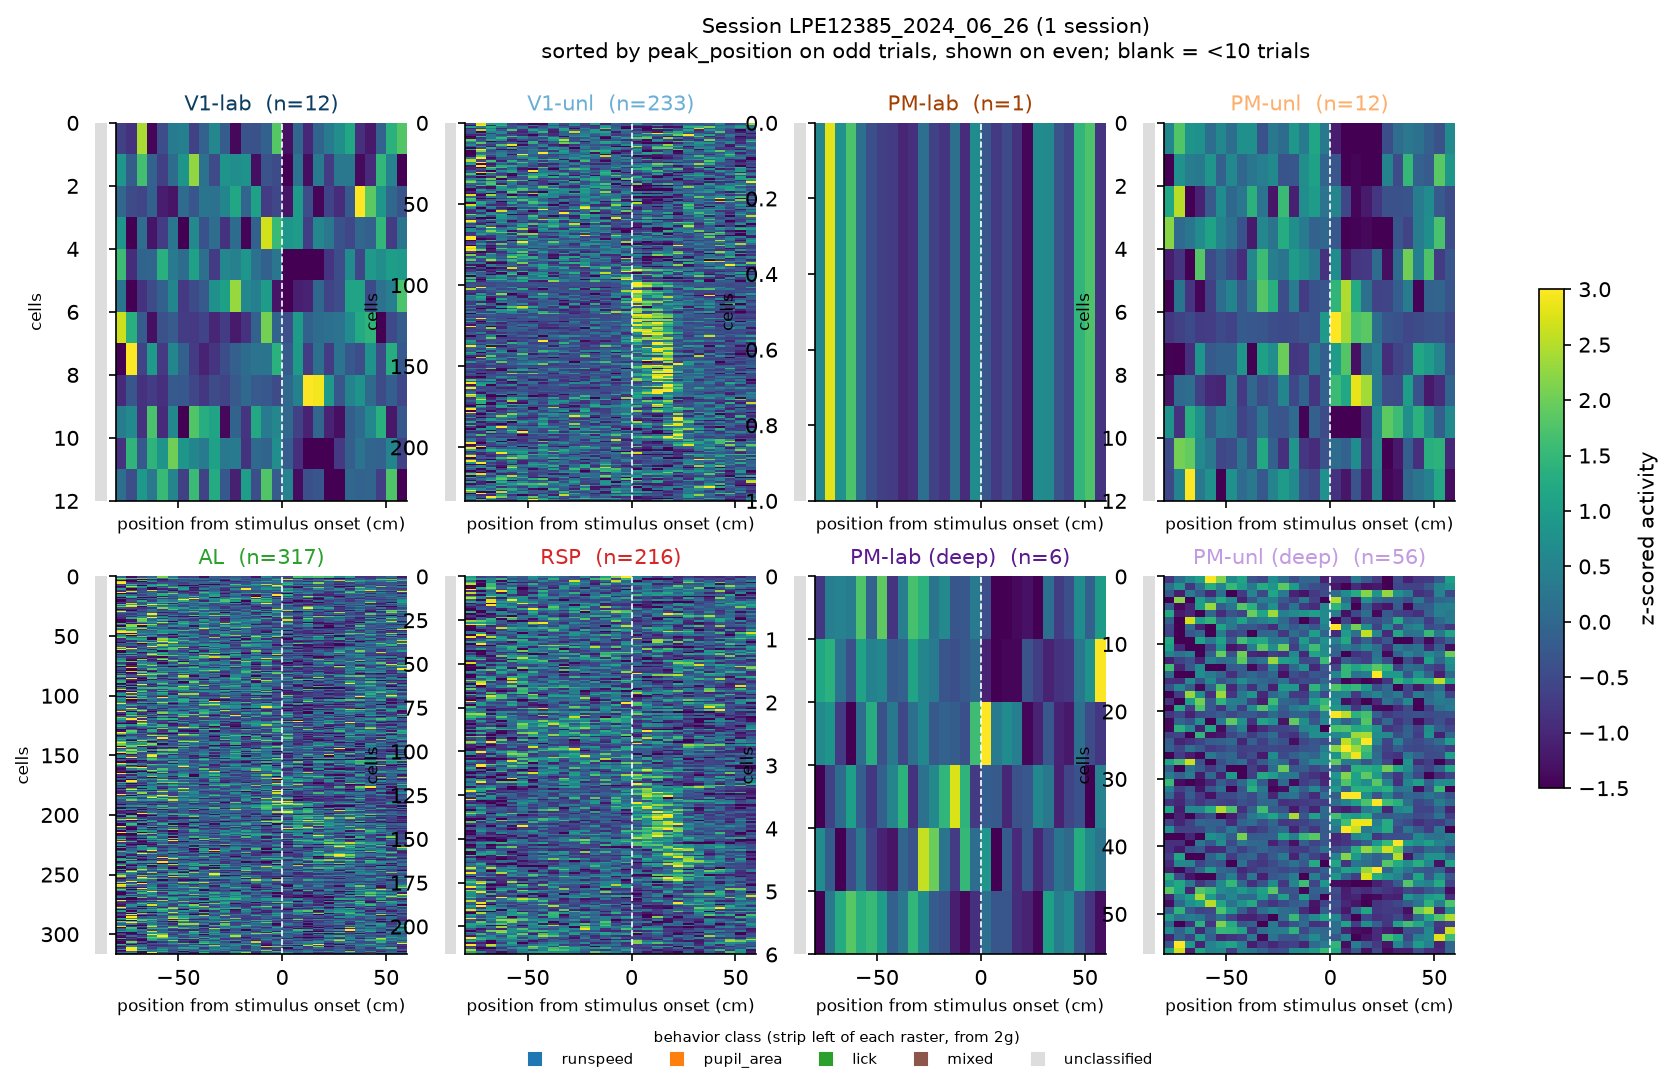 Session LPE12385_2024_06_26 (1 session)
sorted by peak_position on odd trials, shown on even; blank = <10 trials
V1-lab (n=12)
0
2
4
6
8
10
12
cells
position from stimulus onset (cm)
V1-unl (n=233)
0
50
100
150
200
cells
position from stimulus onset (cm)
PM-lab (n=1)
0.0
0.2
0.4
0.6
0.8
1.0
cells
position from stimulus onset (cm)
PM-unl (n=12)
0
2
4
6
8
10
12
cells
position from stimulus onset (cm)
AL (n=317)
0
50
100
150
200
250
300
cells
−50 0 50
position from stimulus onset (cm)
RSP (n=216)
0
25
50
75
100
125
150
175
200
cells
−50 0 50
position from stimulus onset (cm)
PM-lab (deep) (n=6)
0
1
2
3
4
5
6
cells
−50 0 50
position from stimulus onset (cm)
PM-unl (deep) (n=56)
0
10
20
30
40
50
cells
−50 0 50
position from stimulus onset (cm)
3.0
2.5
2.0
1.5
1.0
0.5
0.0
−0.5
−1.0
−1.5
z-scored activity
behavior class (strip left of each raster, from 2g)
runspeed pupil_area lick mixed unclassified